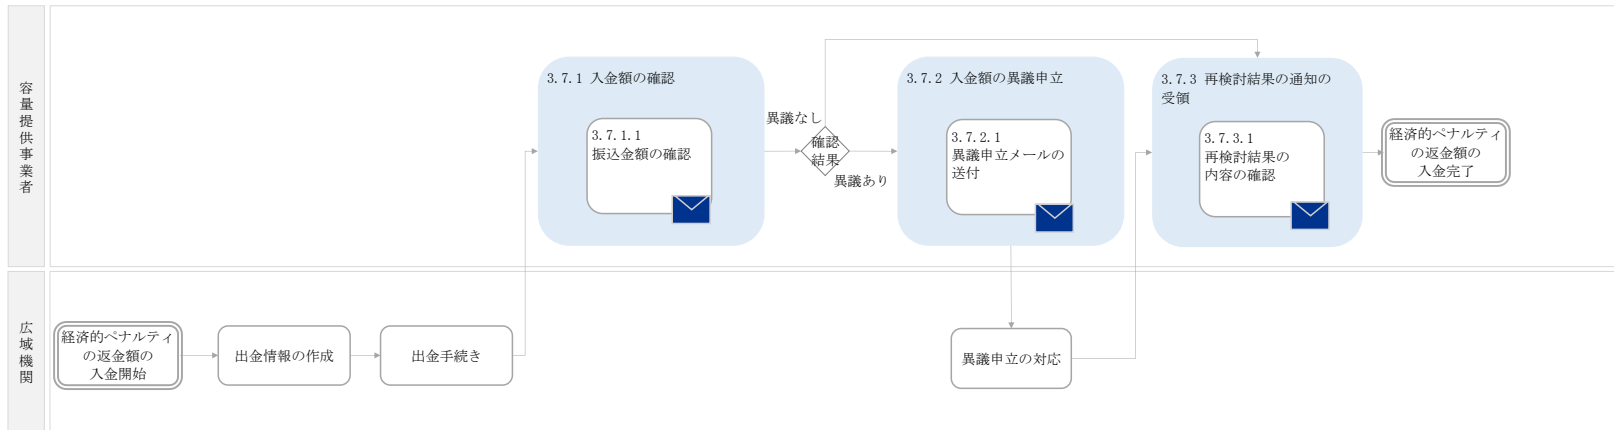 容量提供事業者
3.7.1 入金額の確認
3.7.1.1
振込金額の確認
異議なし
確認
結果
異議あり
3.7.2 入金額の異議申立
3.7.2.1
異議申立メールの
送付
3.7.3 再検討結果の通知の
受領
3.7.3.1
再検討結果の
内容の確認
経済的ペナルティ
の返金額の
入金完了
広域機関
経済的ペナルティ
の返金額の
入金開始
出金情報の作成
出金手続き
異議申立の対応